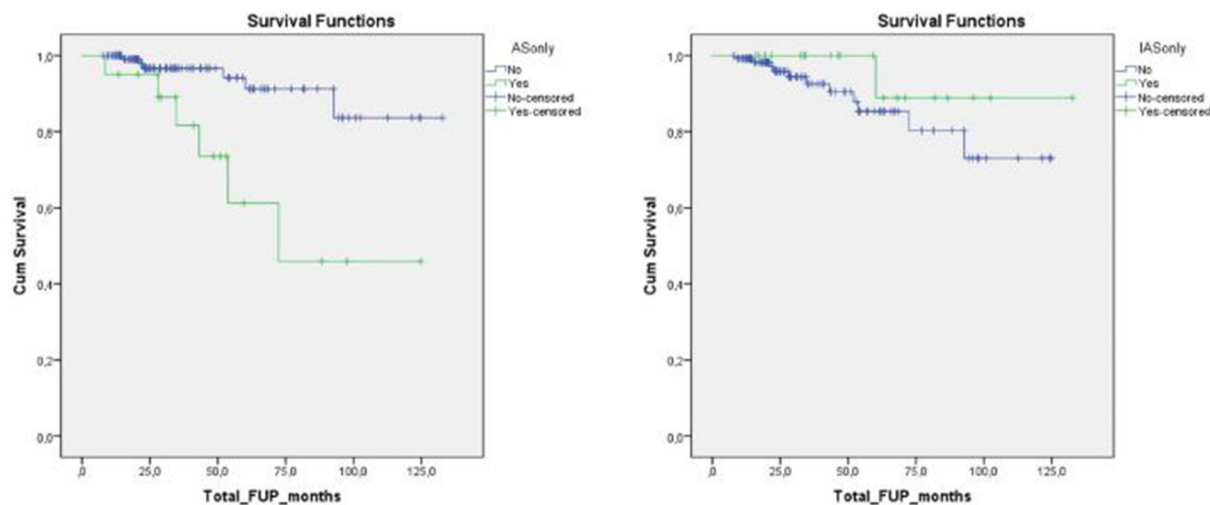 Survival Functions
ASonly
No
Yes
No-censored
Yes-censored
1,0
0,8
0,6
0,4
0,2
0,0
Cum Survival
,0 25,0 50,0 75,0 100,0 125,0
Total_FUP_months
Survival Functions
IASonly
No
Yes
No-censored
Yes-censored
1,0
0,8
0,6
0,4
0,2
0,0
Cum Survival
,0 25,0 50,0 75,0 100,0 125,0
Total_FUP_months